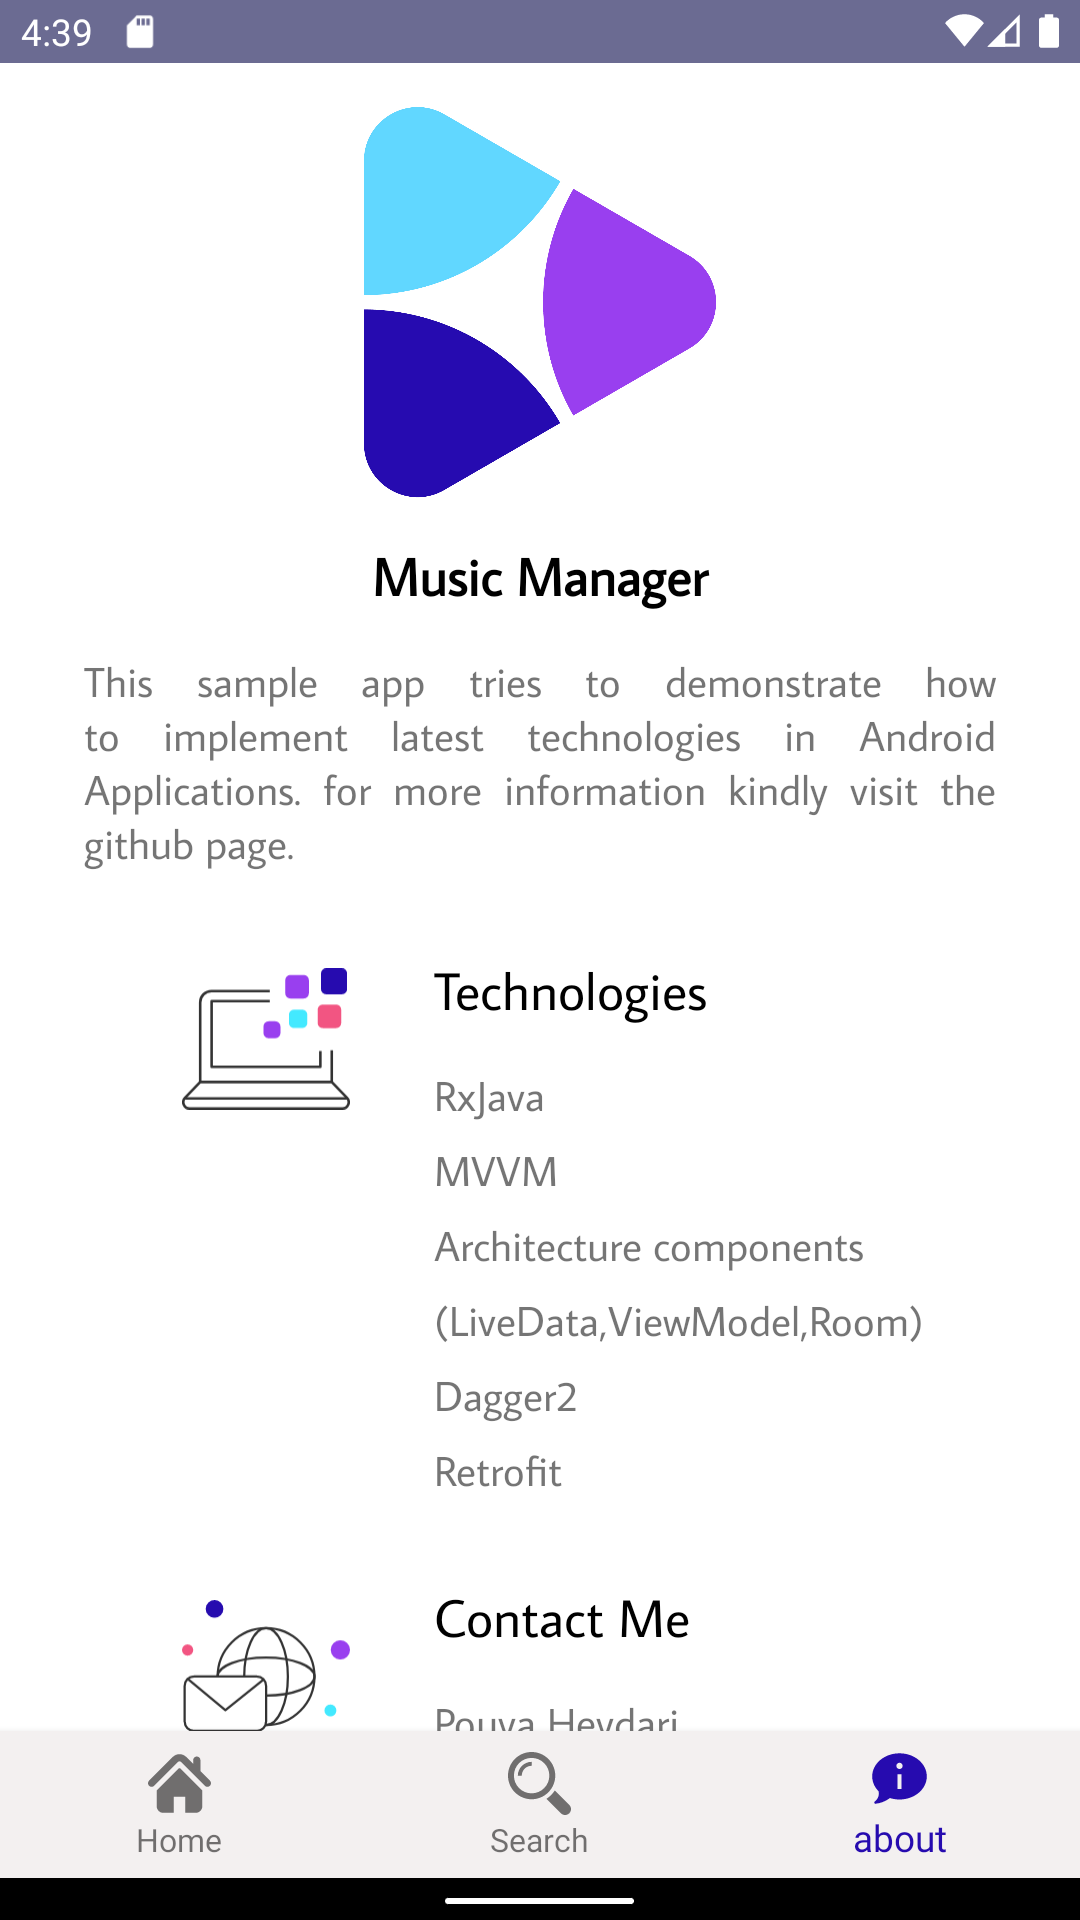 4:39
Music Manager
This sample app tries to demonstrate how
to implement latest technologies in Android
Applications. for more information kindly visit the
github page.
Technologies
RxJava
MVVM
Architecture components
(LiveData,ViewModel,Room)
Dagger2
Retrofit
Contact Me
Pouya Heydari
Home
Search
about